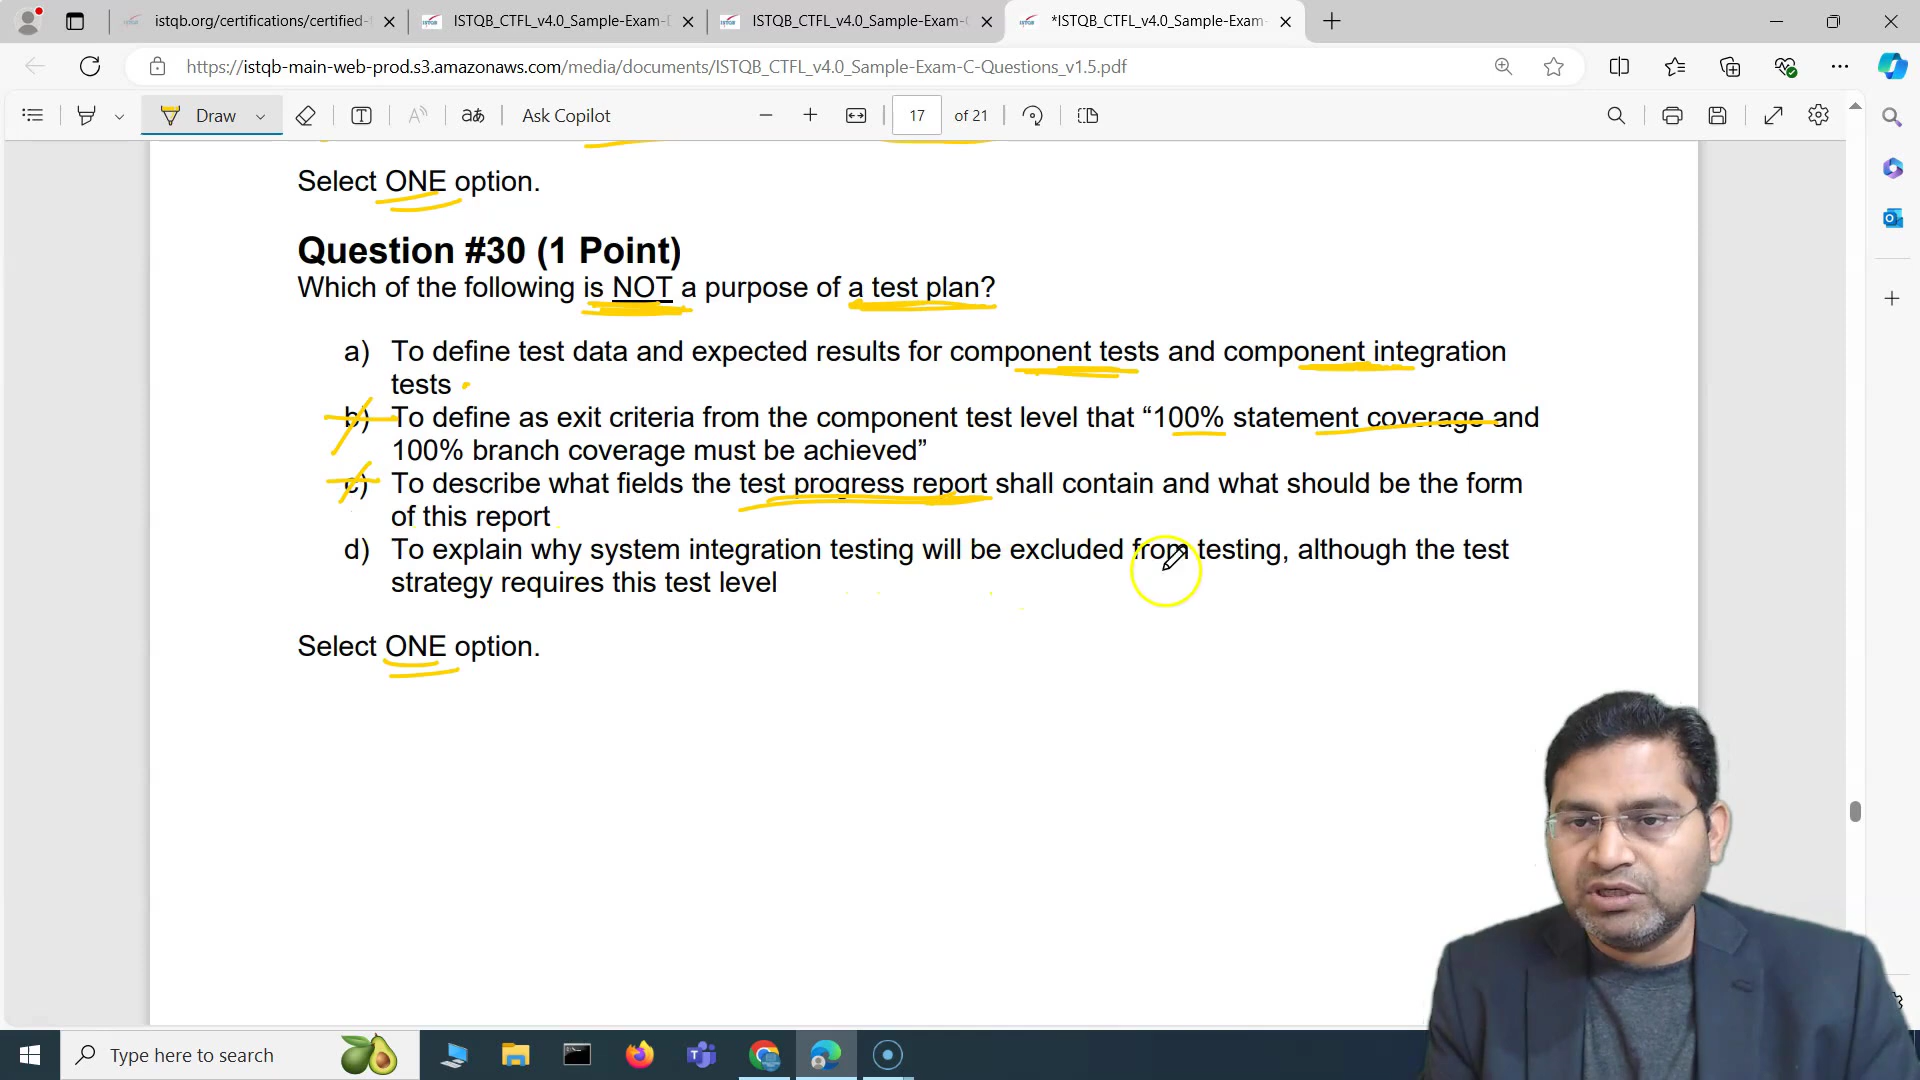 istqb.org/certifications/certified-
ISTQB_CTFL_v4.0_Sample-Exam-
ISTQB_CTFL_v4.0_Sample-Exam-
*ISTQB_CTFL_v4.0_Sample-Exam-
https://istqb-main-web-prod.s3.amazonaws.com/media/documents/ISTQB_CTFL_v4.0_Sample-Exam-C-Questions_v1.5.pdf
Draw
Ask Copilot
17 of 21
Select ONE option.
Question #30 (1 Point)
Which of the following is NOT a purpose of a test plan?
a) To define test data and expected results for component tests and component integration
tests
b) To define as exit criteria from the component test level that “100% statement coverage and
100% branch coverage must be achieved”
c) To describe what fields the test progress report shall contain and what should be the form
of this report
d) To explain why system integration testing will be excluded from testing, although the test
strategy requires this test level
Select ONE option.
Type here to search